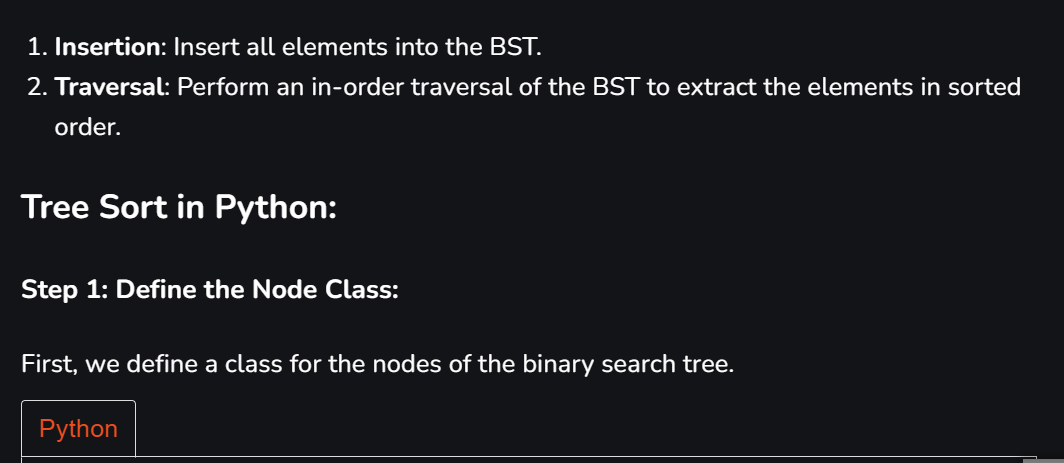 1. Insertion: Insert all elements into the BST.
2. Traversal: Perform an in-order traversal of the BST to extract the elements in sorted
order.
Tree Sort in Python:
Step 1: Define the Node Class:
First, we define a class for the nodes of the binary search tree.
Python